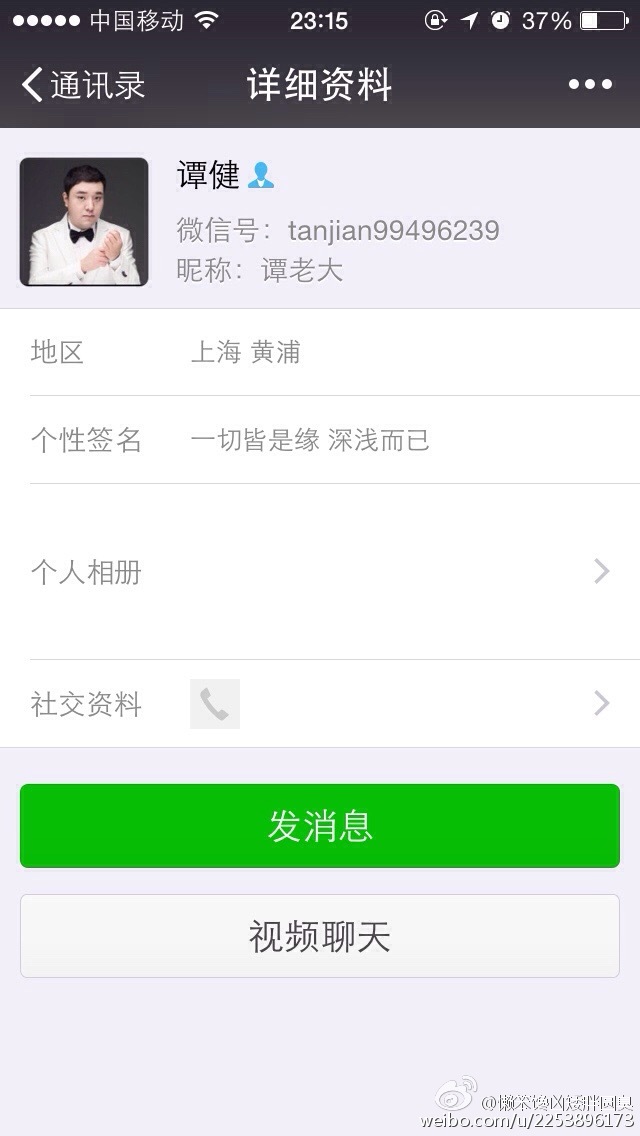 中国移动 23:15 37%
通讯录 详细资料
谭健
微信号：tanjian99496239
昵称：谭老大
地区 上海 黄浦
个性签名 一切皆是缘 深浅而已
个人相册
社交资料
发消息
视频聊天
weibo.com/u/2253896173